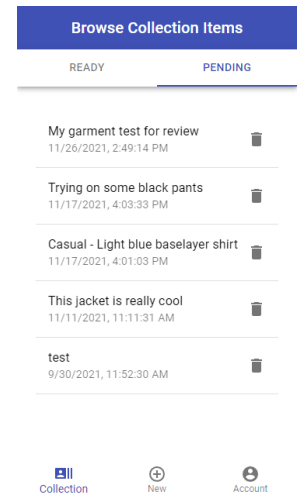 Browse Collection Items
READY
PENDING
My garment test for review
11/26/2021, 2:49:14 PM
Trying on some black pants
11/17/2021, 4:03:33 PM
Casual - Light blue baselayer shirt
11/17/2021, 4:01:03 PM
This jacket is really cool
11/11/2021, 11:11:31 AM
test
9/30/2021, 11:52:30 AM
Collection
New
Account